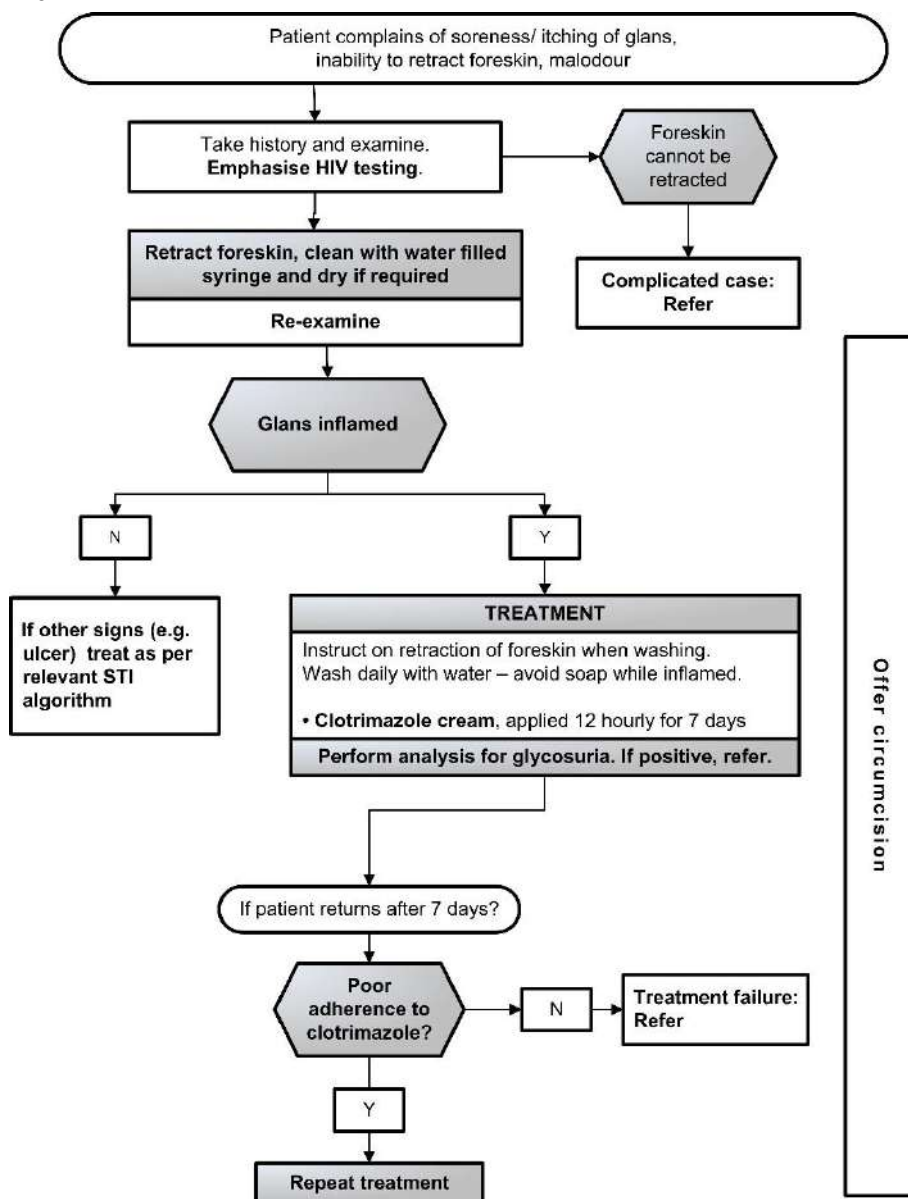 Patient complains of soreness/ itching of glans,
inability to retract foreskin, malodour
Take history and examine.
Emphasise HIV testing.
Foreskin
cannot be
retracted
Retract foreskin, clean with water filled
syringe and dry if required
Re-examine
Complicated case:
Refer
Glans inflamed
N
Y
If other signs (e.g.
ulcer) treat as per
relevant STI
algorithm
TREATMENT
Instruct on retraction of foreskin when washing.
Wash daily with water – avoid soap while inflamed.
• Clotrimazole cream, applied 12 hourly for 7 days
Perform analysis for glycosuria. If positive, refer.
If patient returns after 7 days?
Poor
adherence to
clotrimazole?
N
Treatment failure:
Refer
Y
Repeat treatment
Offer circumcision